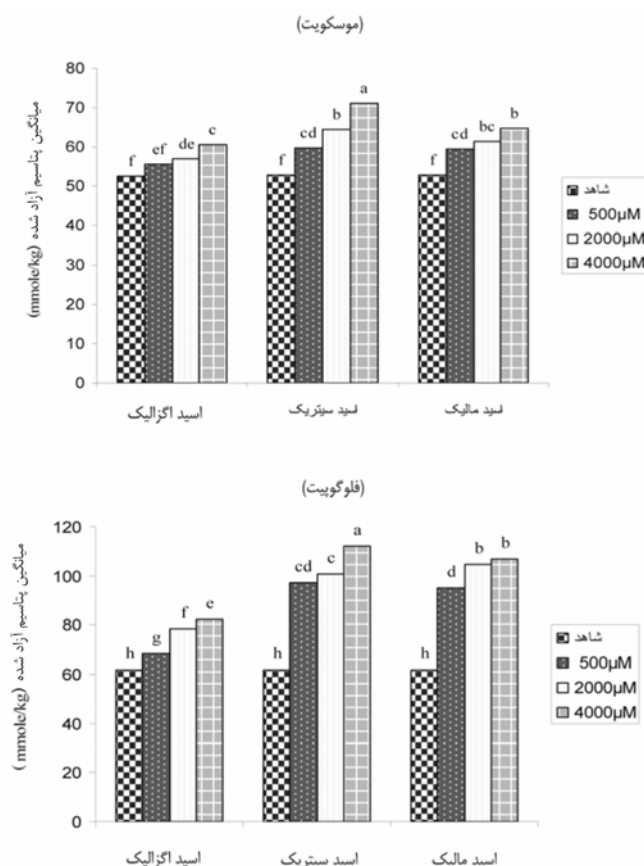 (موسکویت)
میانگین پتاسیم آزاد شده (mmole/kg)
80
70
60
50
40
30
20
10
0
f ef de c
f cd b a
f cd bc b
اسید اگزالیک
اسید سیتریک
اسید مالیک
شاهد
500µM
2000µM
4000µM
(فلوگوپیت)
میانگین پتاسیم آزاد شده (mmole/kg )
120
100
80
60
40
20
0
h g f e
h cd c a
h d b b
اسید اگزالیک
اسید سیتریک
اسید مالیک
شاهد
500µM
2000µM
4000µM